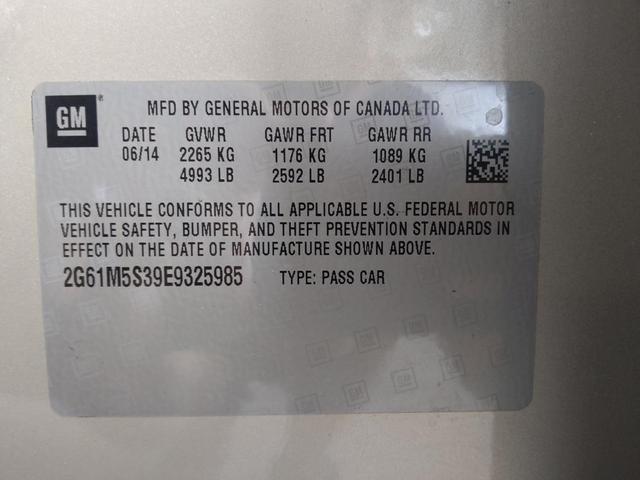 GM
MFD BY GENERAL MOTORS OF CANADA LTD.
DATE GVWR GAWR FRT GAWR RR
06/14 2265 KG 1176 KG 1089 KG
4993 LB 2592 LB 2401 LB
THIS VEHICLE CONFORMS TO ALL APPLICABLE U.S. FEDERAL MOTOR
VEHICLE SAFETY, BUMPER, AND THEFT PREVENTION STANDARDS IN
EFFECT ON THE DATE OF MANUFACTURE SHOWN ABOVE.
2G61M5S39E9325985 TYPE: PASS CAR